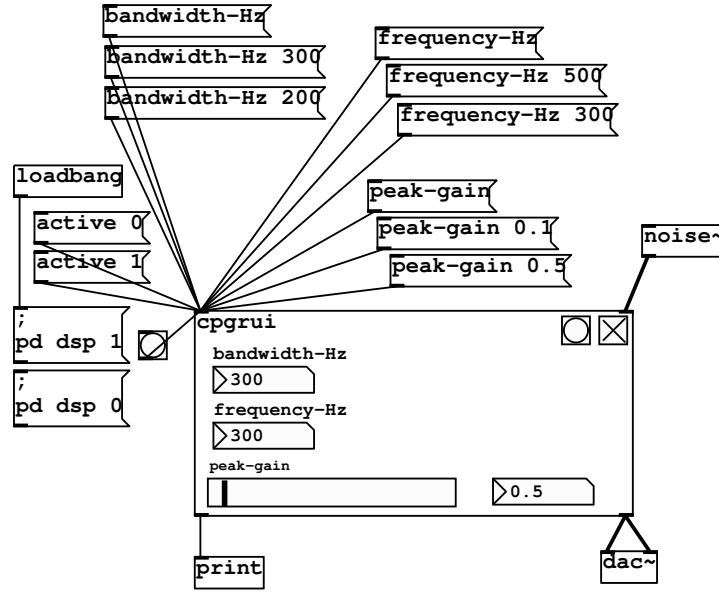 bandwidth-Hz
bandwidth-Hz 300
bandwidth-Hz 200
frequency-Hz
frequency-Hz 500
frequency-Hz 300
loadbang
active 0
active 1
peak-gain
peak-gain 0.1
peak-gain 0.5
noise~
;
pd dsp 1
;
pd dsp 0
cpgrui
bandwidth-Hz
300
frequency-Hz
300
peak-gain
0.5
print
dac~